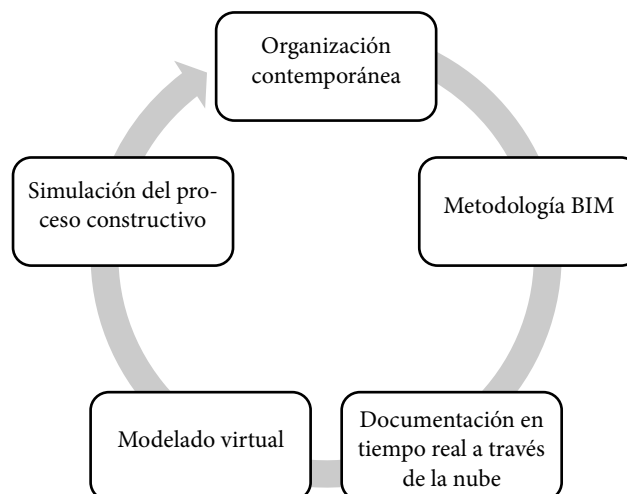 Organización
contemporánea
Metodología BIM
Documentación en
tiempo real a través
de la nube
Modelado virtual
Simulación del pro-
ceso constructivo